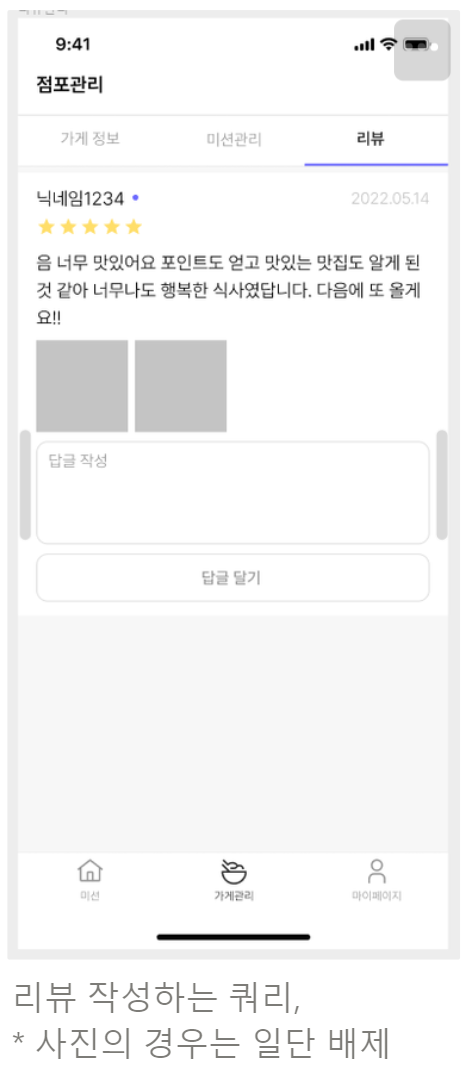 9:41
점포관리
가게 정보 미션관리 리뷰
닉네임1234 2022.05.14
음 너무 맛있어요 포인트도 얻고 맛있는 맛집도 알게 된
것 같아 너무나도 행복한 식사였답니다. 다음에 또 올게
요!!
답글 작성
답글 달기
미션 가게관리 마이페이지
리뷰 작성하는 쿼리,
* 사진의 경우는 일단 배제